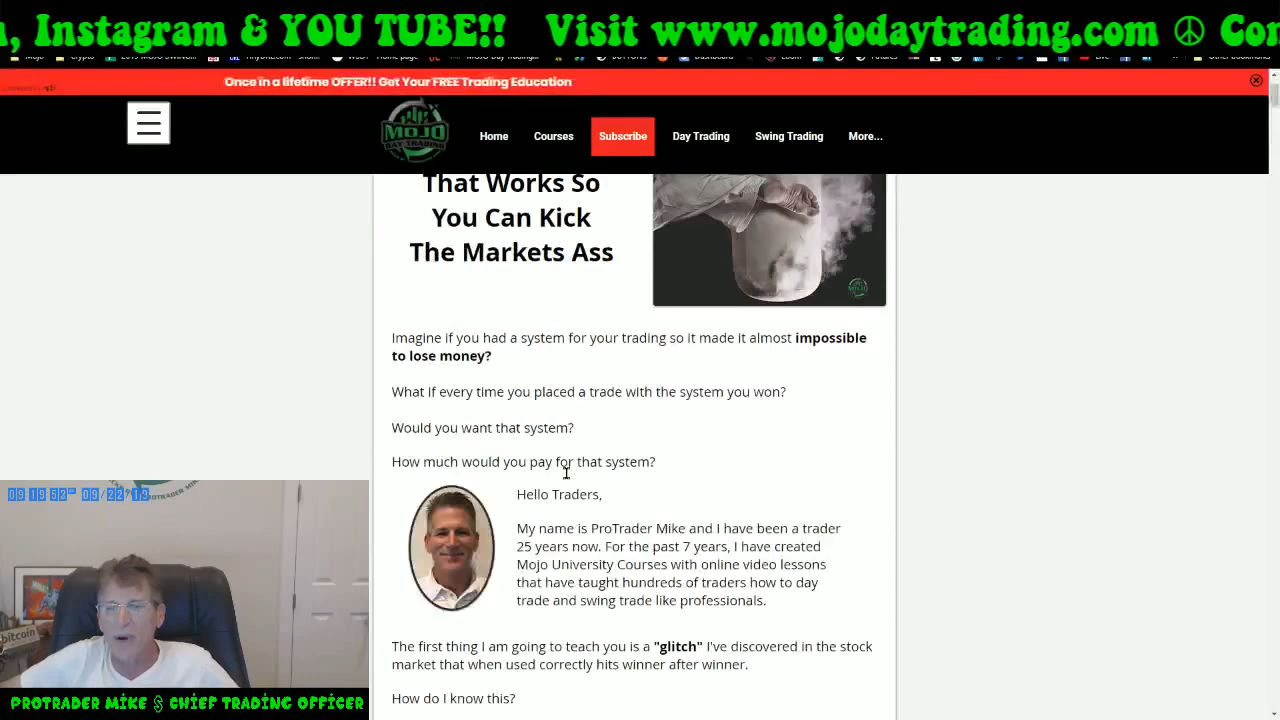 , Instagram & YOU TUBE!! Visit www.mojodaytrading.com ☮ Con
Once in a lifetime OFFER!! Get Your FREE Trading Education
MOJO
DAY TRADING
Home Courses Subscribe Day Trading Swing Trading More...
That Works So
You Can Kick
The Markets Ass
Imagine if you had a system for your trading so it made it almost impossible
to lose money?
What if every time you placed a trade with the system you won?
Would you want that system?
How much would you pay for that system?
Hello Traders,
My name is ProTrader Mike and I have been a trader
25 years now. For the past 7 years, I have created
Mojo University Courses with online video lessons
that have taught hundreds of traders how to day
trade and swing trade like professionals.
The first thing I am going to teach you is a "glitch" I've discovered in the stock
market that when used correctly hits winner after winner.
How do I know this?
bitcoin
PROTRADER MIKE $ CHIEF TRADING OFFICER